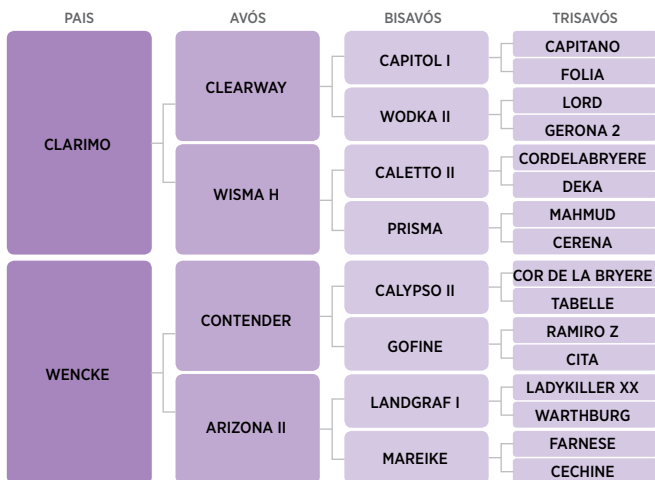 PAIS
AVÓS
BISAVÓS
TRISAVÓS
CLARIMO
CLEARWAY
CAPITOL I
CAPITANO
FOLIA
WODKA II
LORD
GERONA 2
WISMA H
CALETTO II
CORDELABRYERE
DEKA
PRISMA
MAHMUD
CERENA
WENCKE
CONTENDER
CALYPSO II
COR DE LA BRYERE
TABELLE
GOFINE
RAMIRO Z
CITA
ARIZONA II
LANDGRAF I
LADYKILLER XX
WARTHBURG
MAREIKE
FARNESE
CECHINE